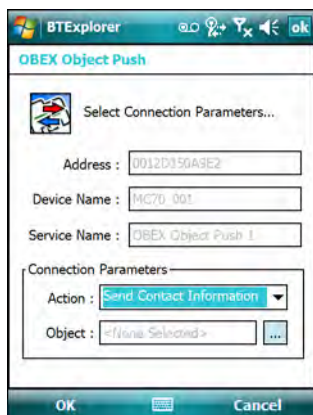 BTExplorer ok
OBEX Object Push
Select Connection Parameters...
Address : 0012D350A9E2
Device Name : MC70_001
Service Name : OBEX Object Push 1
Connection Parameters
Action : Send Contact Information
Object : <None Selected> ...
OK Cancel